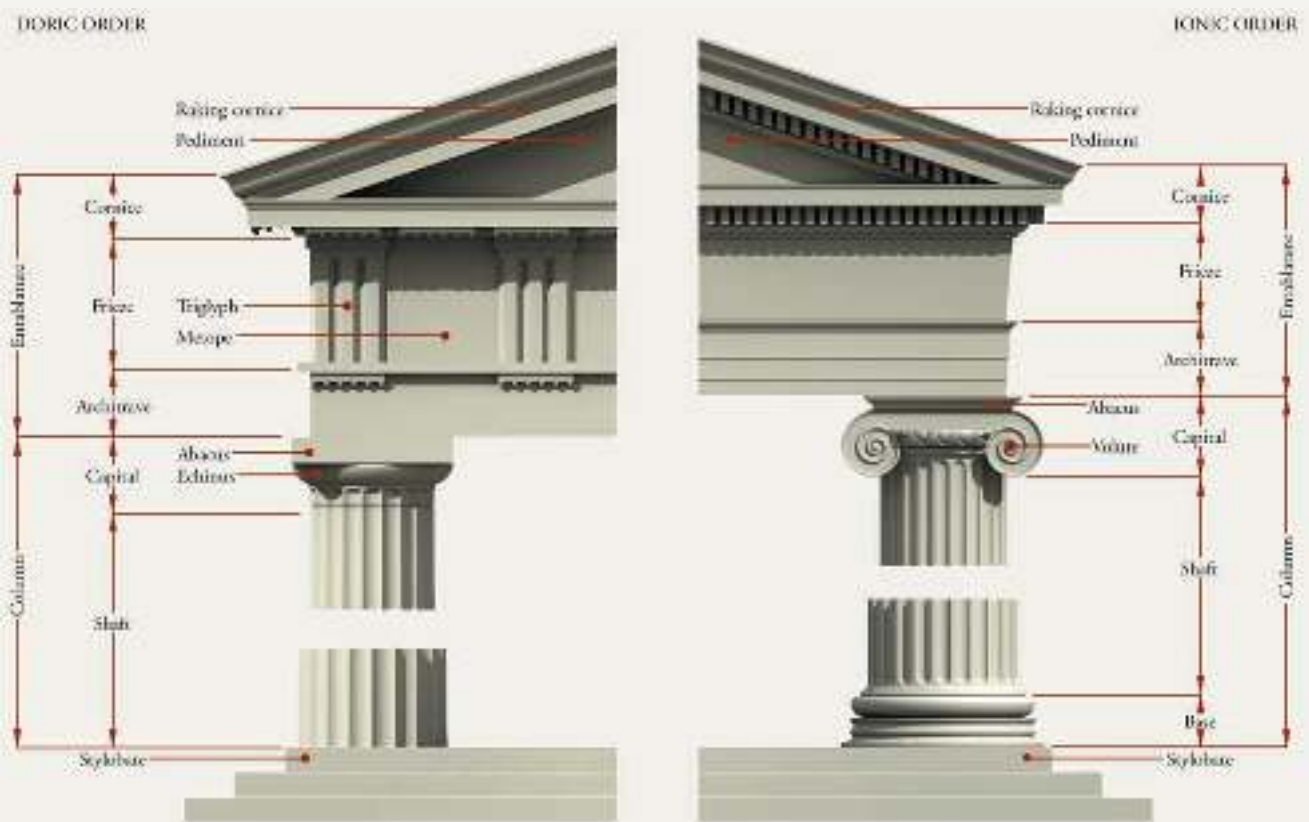 DORIC ORDER
IONIC ORDER
Raking cornice
Pediment
Cornice
Entablature
Frieze
Triglyph
Metope
Architrave
Abacus
Echinus
Capital
Column
Shaft
Stylobate
Raking cornice
Pediment
Cornice
Frieze
Entablature
Architrave
Abacus
Capital
Volute
Shaft
Column
Base
Stylobate